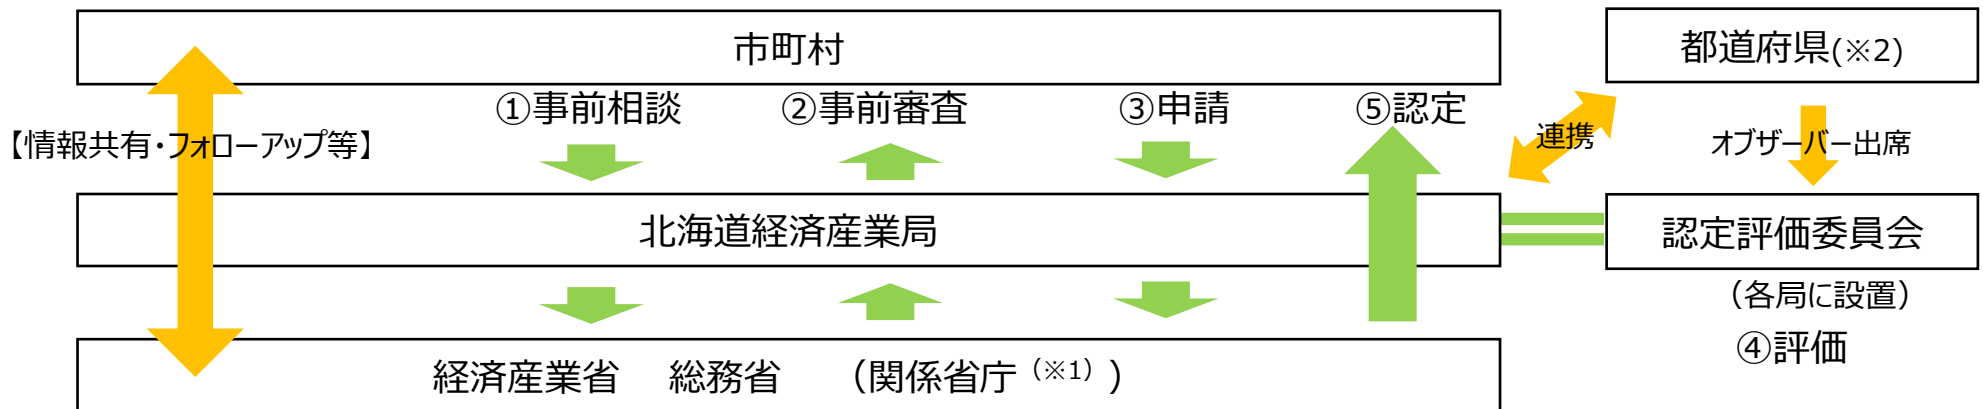 市町村
都道府県(※2)
①事前相談
②事前審査
③申請
⑤認定
【情報共有・フォローアップ等】
連携
オブザーバー出席
北海道経済産業局
認定評価委員会
（各局に設置）
④評価
経済産業省　総務省　（関係省庁（※1））